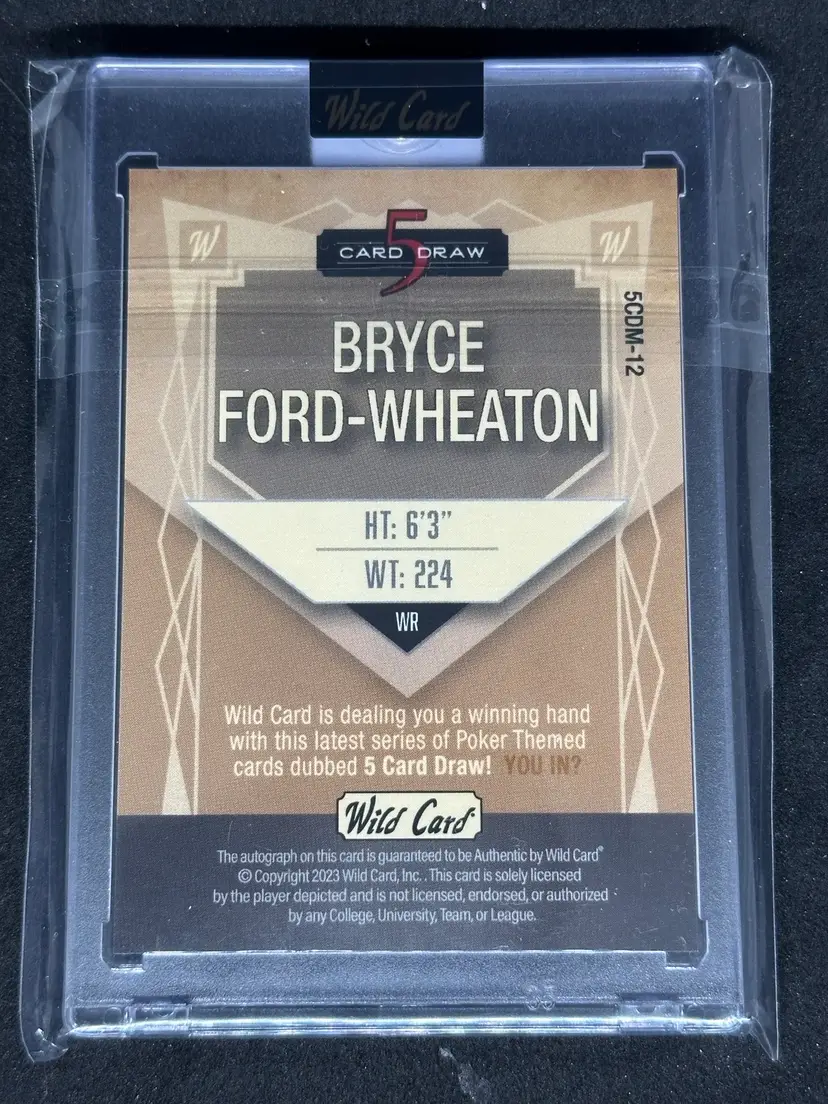 Wild Card
5
CARD DRAW
W
W
5CDM-12
BRYCE
FORD-WHEATON
HT: 6'3"
WT: 224
WR
Wild Card is dealing you a winning hand
with this latest series of Poker Themed
cards dubbed 5 Card Draw! YOU IN?
Wild Card
The autograph on this card is guaranteed to be Authentic by Wild Card®
© Copyright 2023 Wild Card, Inc. . This card is solely licensed
by the player depicted and is not licensed, endorsed, or authorized
by any College, University, Team, or League.